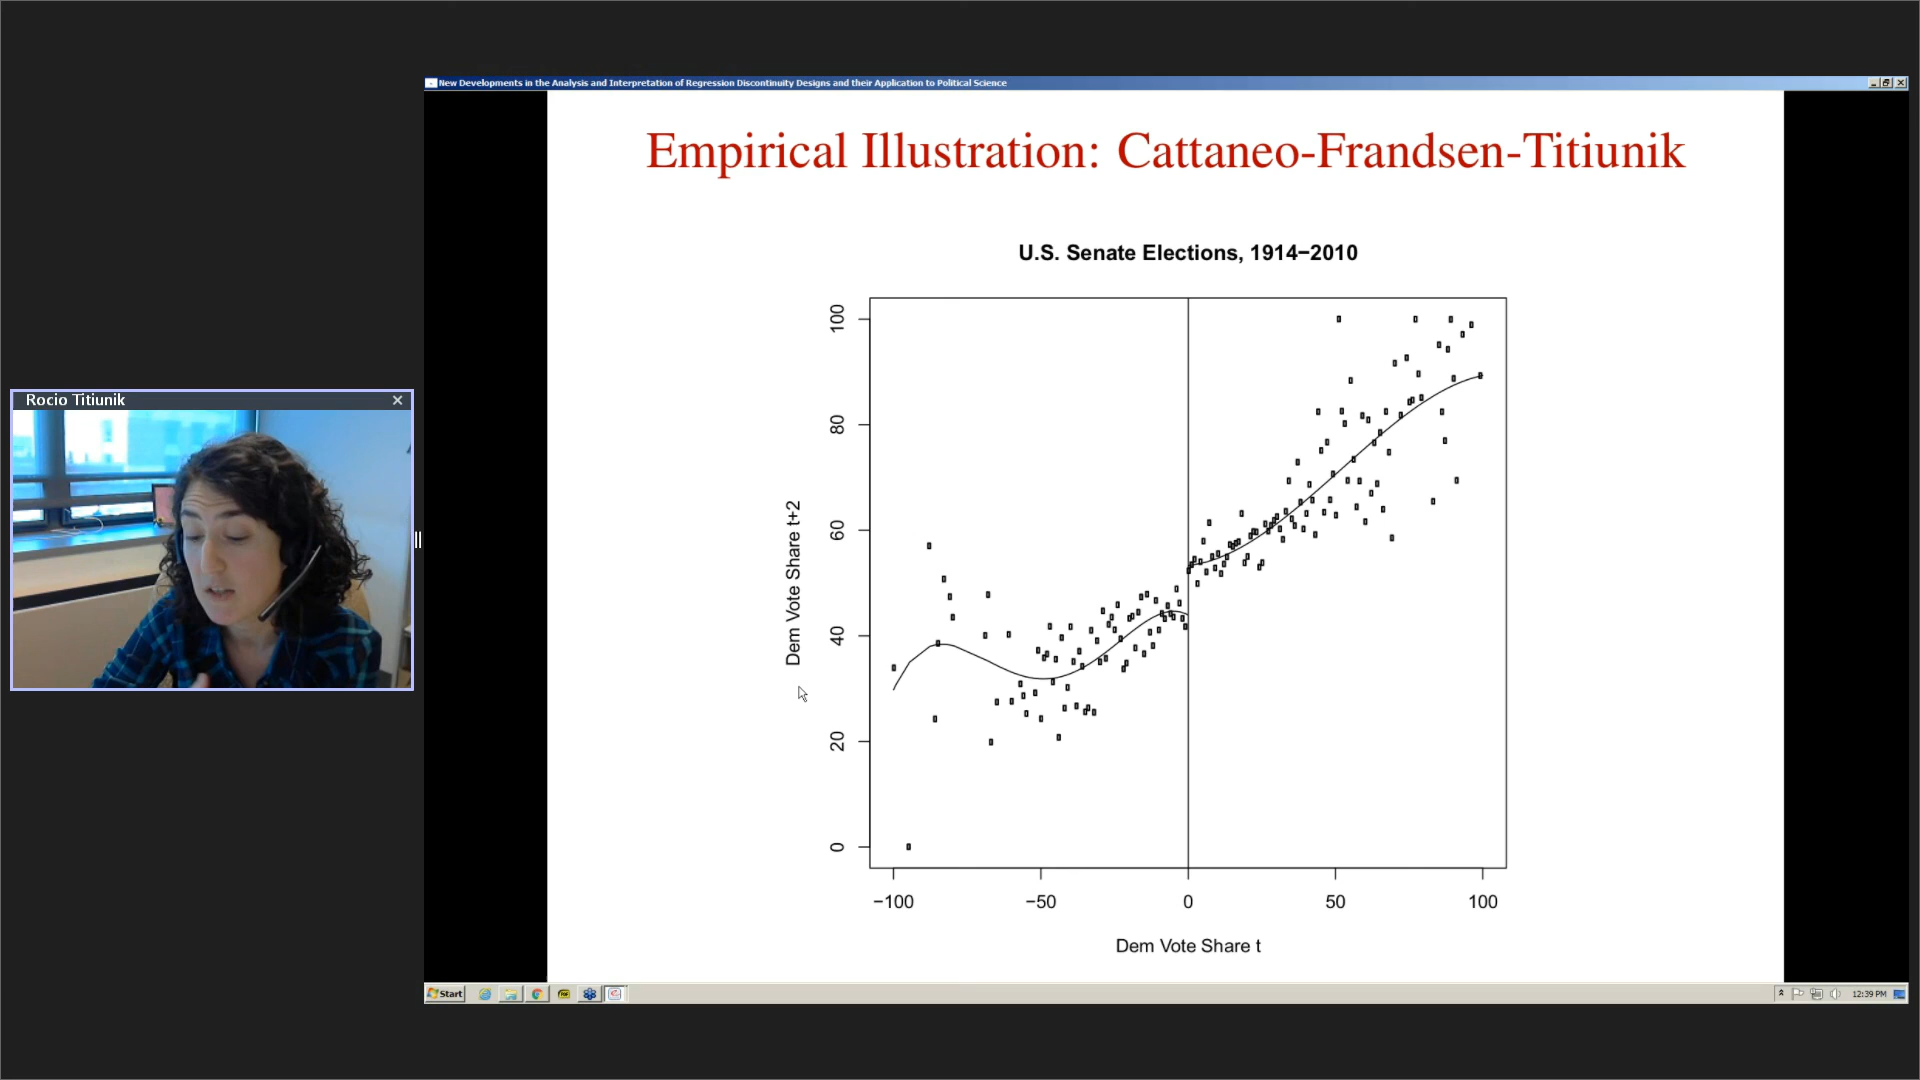 New Developments in the Analysis and Interpretation of Regression Discontinuity Designs and their Application to Political Science
Empirical Illustration: Cattaneo-Frandsen-Titiunik
U.S. Senate Elections, 1914−2010
Rocio Titiunik
Dem Vote Share t+2
100
80
60
40
20
0
−100
−50
0
50
100
Dem Vote Share t
Start
12:39 PM